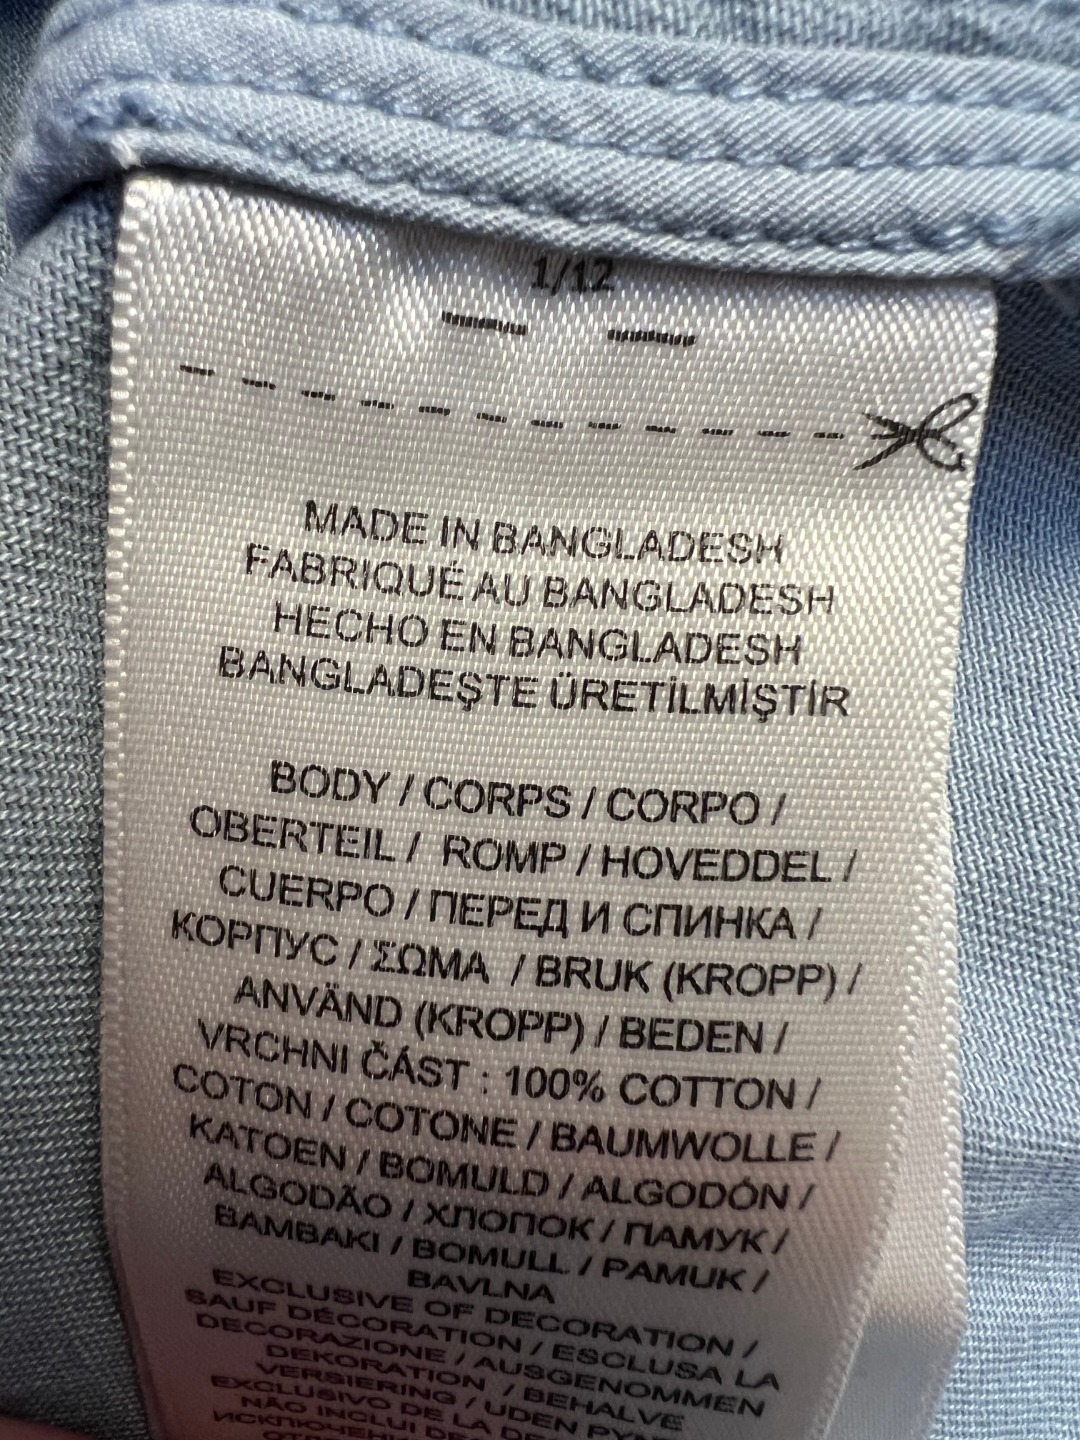 1/12
MADE IN BANGLADESH
FABRIQUÉ AU BANGLADESH
HECHO EN BANGLADESH
BANGLADEŞTE ÜRETİLMİŞTİR
BODY / CORPS / CORPO /
OBERTEIL / ROMP / HOVEDDEL /
CUERPO / ПЕРЕД И СПИНКА /
КОРПУС / ΣΩΜΑ / BRUK (KROPP) /
ANVÄND (KROPP) / BEDEN /
VRCHNI ČÁST : 100% COTTON /
COTON / COTONE / BAUMWOLLE /
KATOEN / BOMULD / ALGODÓN /
ALGODÃO / ХЛОПОК / ПАМУК /
BAMBAKI / BOMULL / PAMUK /
BAVLNA
EXCLUSIVE OF DECORATION /
SAUF DÉCORATION / ESCLUSA LA
DECORAZIONE / AUSGENOMMEN
DEKORATION / BEHALVE
VERSIERING / UDEN
EXCLUSIVO DE LA
NÃO INCLUI